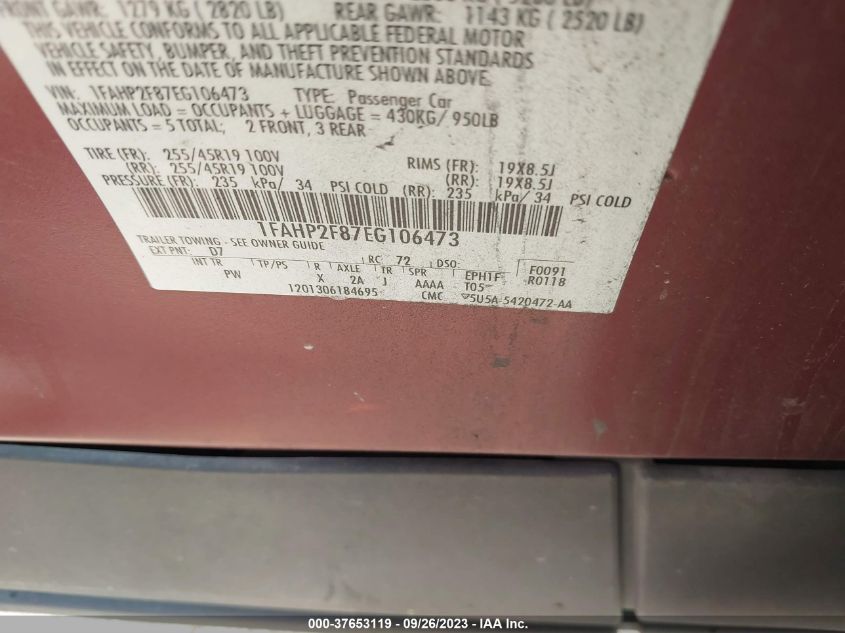 FRONT GAWR: 1279 KG ( 2820 LB) REAR GAWR: 1143 KG ( 2520 LB)
THIS VEHICLE CONFORMS TO ALL APPLICABLE FEDERAL MOTOR
VEHICLE SAFETY, BUMPER, AND THEFT PREVENTION STANDARDS
IN EFFECT ON THE DATE OF MANUFACTURE SHOWN ABOVE.
VIN: 1FAHP2F87EG106473 TYPE: Passenger Car
MAXIMUM LOAD = OCCUPANTS + LUGGAGE = 430KG/ 950LB
OCCUPANTS = 5 TOTAL; 2 FRONT, 3 REAR
TIRE (FR): 255/45R19 100V RIMS (FR): 19X8.5J
(RR): 255/45R19 100V (RR): 19X8.5J
PRESSURE (FR): 235 kPa/ 34 PSI COLD (RR): 235 kPa/ 34 PSI COLD
1FAHP2F87EG106473
TRAILER TOWING - SEE OWNER GUIDE
EXT PNT: D7 RC: 72 DSO:
INT TR TP/PS R AXLE TR SPR EPH1F F0091
PW X 2A J AAAA T05 R0118
1201306184695 CMC 5U5A-5420472-AA
000-37653119 - 09/26/2023 - IAA Inc.